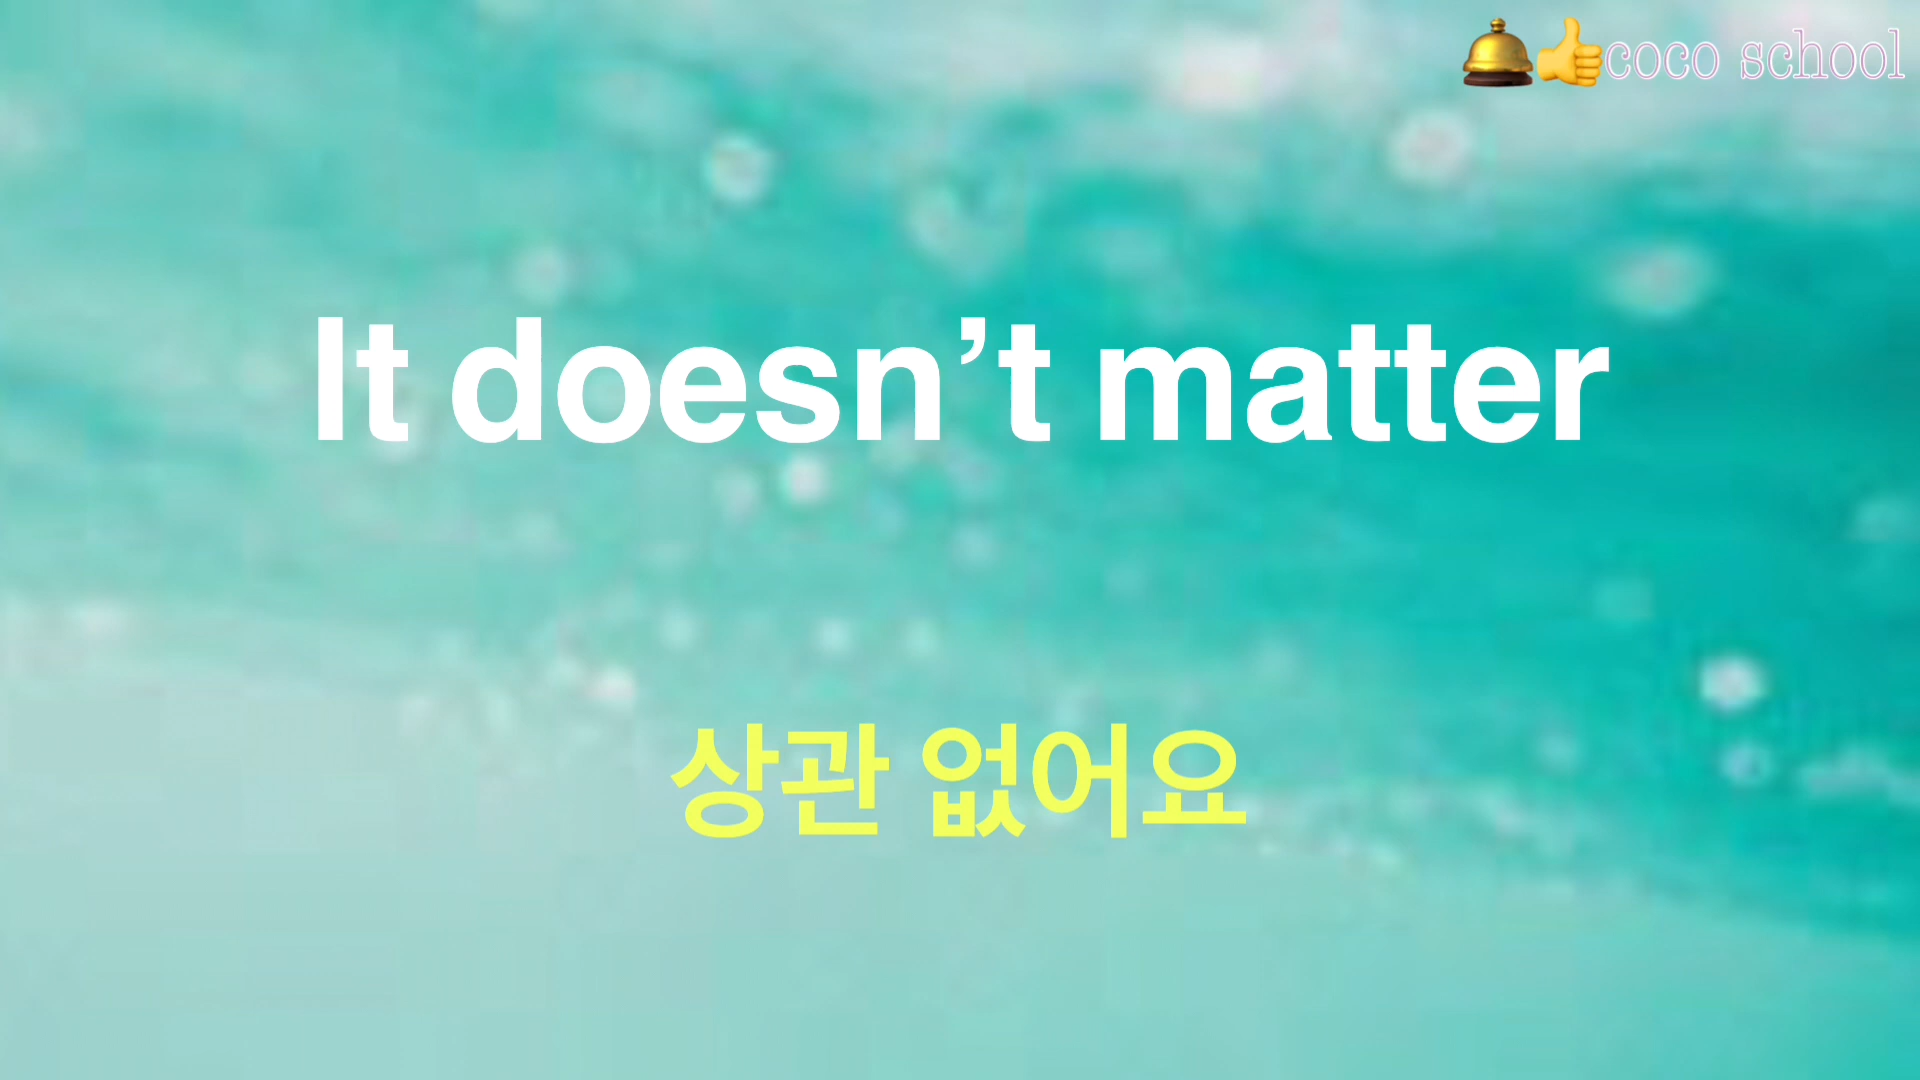 🛎👍coco school
It doesn’t matter
상관 없어요